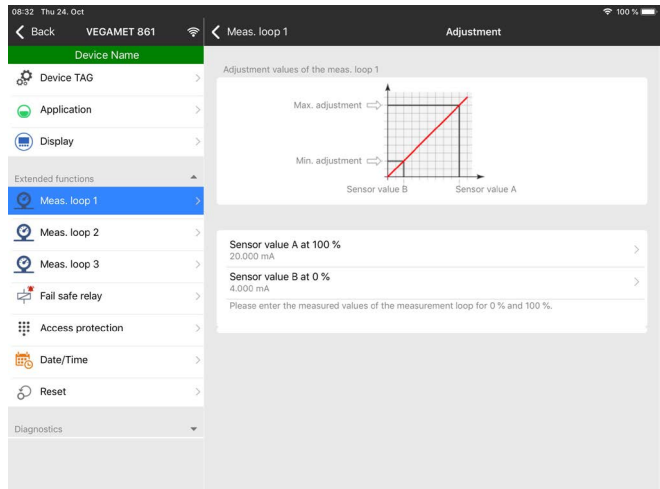 08:32 Thu 24. Oct
100 %
Back
VEGAMET 861
Device Name
Device TAG
Application
Display
Extended functions
Meas. loop 1
Meas. loop 2
Meas. loop 3
Fail safe relay
Access protection
Date/Time
Reset
Diagnostics
Meas. loop 1
Adjustment
Adjustment values of the meas. loop 1
Max. adjustment
Min. adjustment
Sensor value B
Sensor value A
Sensor value A at 100 %
20.000 mA
Sensor value B at 0 %
4.000 mA
Please enter the measured values of the measurement loop for 0 % and 100 %.